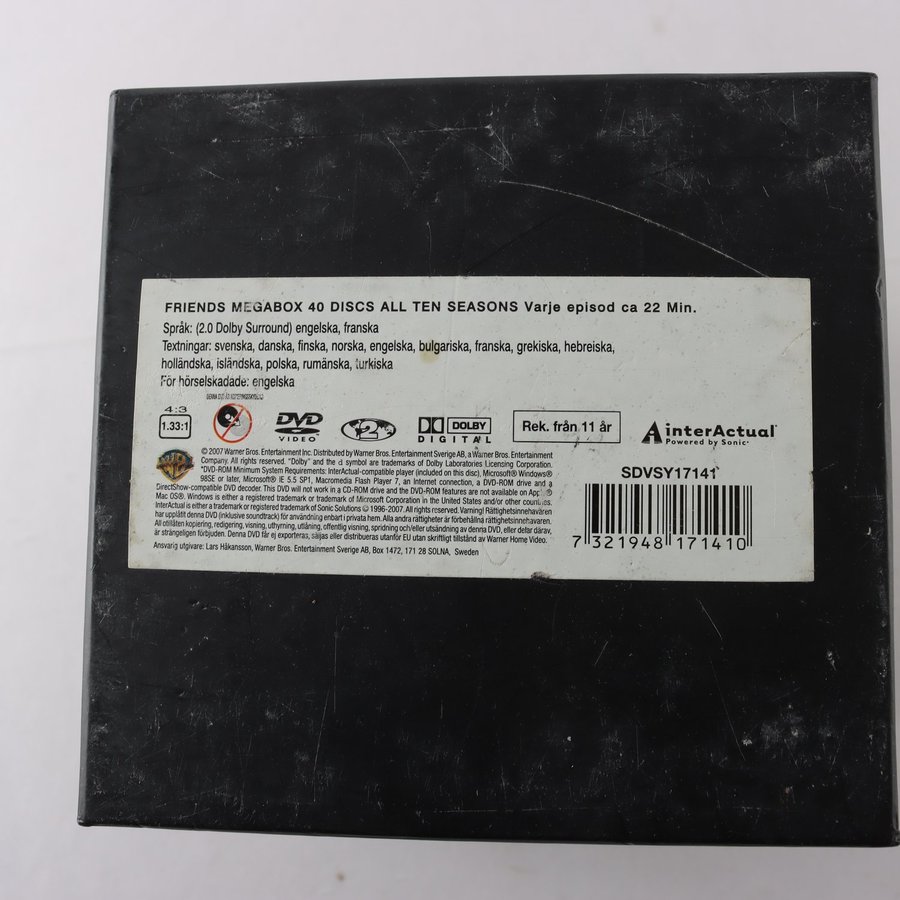 FRIENDS MEGABOX 40 DISCS ALL TEN SEASONS Varje episod ca 22 Min.
Språk: (2.0 Dolby Surround) engelska, franska
Textningar: svenska, danska, finska, norska, engelska, bulgariska, franska, grekiska, hebreiska,
holländska, isländska, polska, rumänska, turkiska
För hörselskadade: engelska
4:3
1.33:1
DVD
VIDEO
2
DOLBY
DIGITAL
Rek. från 11 år
interActual
Powered by Sonic
© 2007 Warner Bros. Entertainment Inc. Distributed by Warner Bros. Entertainment Sverige AB, a Warner Bros. Entertainment
Company. All rights reserved. "Dolby" and the d symbol are trademarks of Dolby Laboratories Licensing Corporation.
*DVD-ROM Minimum System Requirements: InterActual-compatible player (included on this disc), Microsoft® Windows®
98SE or later, Microsoft® IE 5.5 SP1, Macromedia Flash Player 7, an Internet connection, a DVD-ROM drive and a
DirectShow-compatible DVD decoder. This DVD will not work in a CD-ROM drive and the DVD-ROM features are not available on
Mac OS®. Windows is either a registered trademark or trademark of Microsoft Corporation in the United States and/or other countries.
InterActual is either a registered trademark or trademark of Sonic Solutions © 1996-2007. All rights reserved. Varning! Rättighetsinnehavaren
har upplåtit denna DVD (inklusive soundtrack) för användning enbart i privat hem. Alla andra rättigheter är förbehållna rättighetsinnehavaren.
All otillåten kopiering, redigering, visning, uthyrning, utlåning, offentlig visning, spridning och/eller utsändning av denna DVD, eller delar därav,
är strängeligen förbjuden. Denna DVD får ej exporteras, säljas eller distribueras utanför EU utan skriftligt tillstånd av Warner Home Video.
Ansvarig utgivare: Lars Håkansson, Warner Bros. Entertainment Sverige AB, Box 1472, 171 28 SOLNA, Sweden
SDVSY17141
7 321948 171410